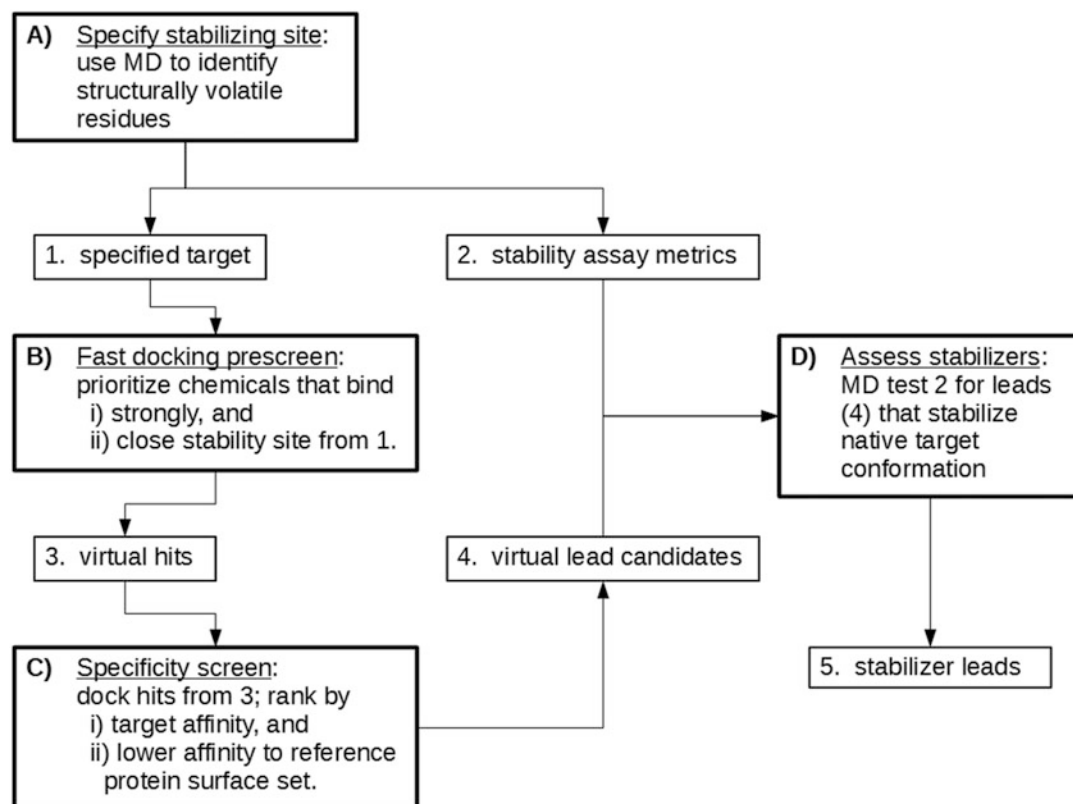 A) Specify stabilizing site:
use MD to identify
structurally volatile
residues
1. specified target
2. stability assay metrics
B) Fast docking prescreen:
prioritize chemicals that bind
i) strongly, and
ii) close stability site from 1.
D) Assess stabilizers:
MD test 2 for leads
(4) that stabilize
native target
conformation
3. virtual hits
4. virtual lead candidates
C) Specificity screen:
dock hits from 3; rank by
i) target affinity, and
ii) lower affinity to reference
protein surface set.
5. stabilizer leads